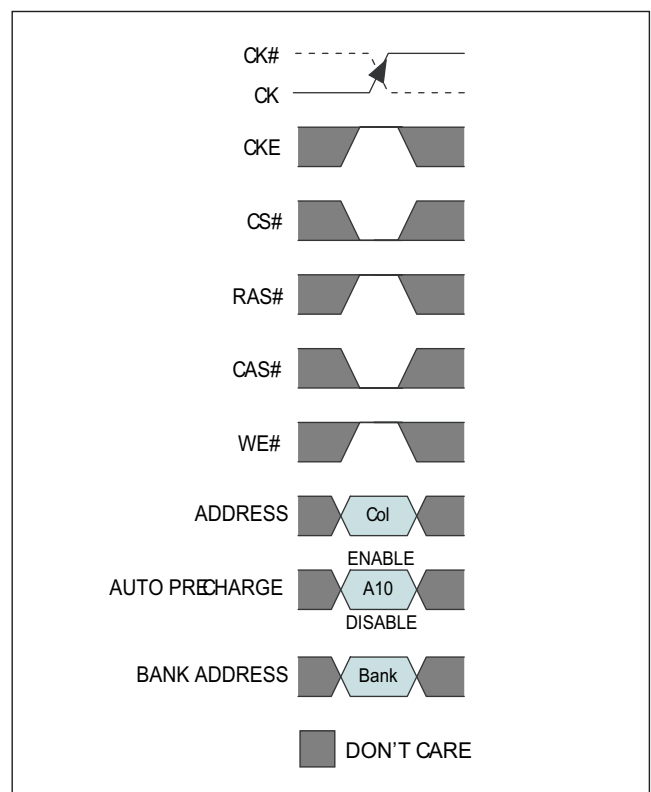 CK#
CK
CKE
CS#
RAS#
CAS#
WE#
ADDRESS Col
ENABLE
AUTO PRECHARGE A10
DISABLE
BANK ADDRESS Bank
DON'T CARE